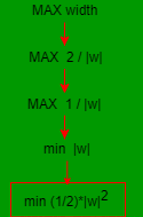 MAX width
MAX 2 / |w|
MAX 1 / |w|
min |w|
min (1/2)*|w|²